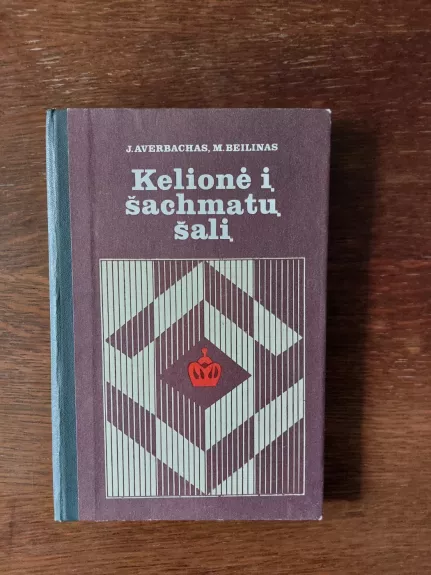 J. AVERBACHAS, M. BEILINAS
Kelionė į
šachmatų
šalį